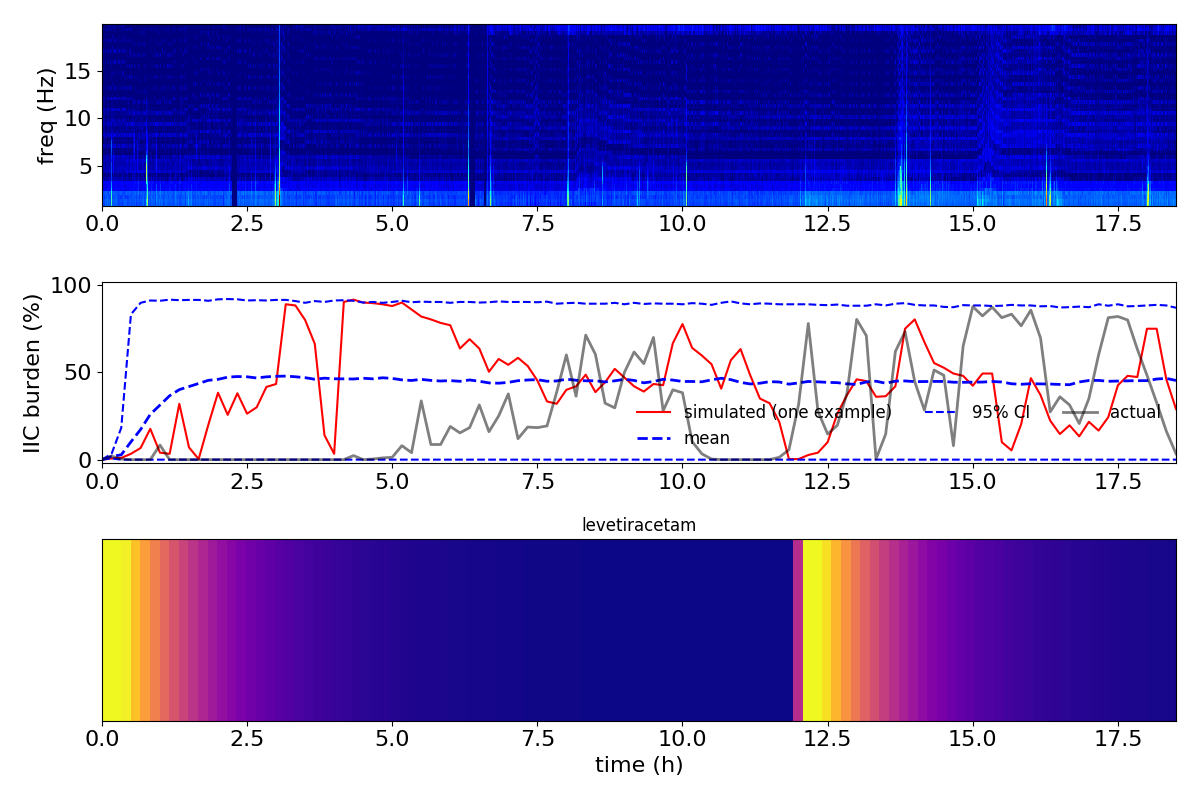 freq (Hz)
15
10
5
0.0 2.5 5.0 7.5 10.0 12.5 15.0 17.5
IIC burden (%)
100
50
0
simulated (one example) 95% CI actual
mean
0.0 2.5 5.0 7.5 10.0 12.5 15.0 17.5
levetiracetam
0.0 2.5 5.0 7.5 10.0 12.5 15.0 17.5
time (h)